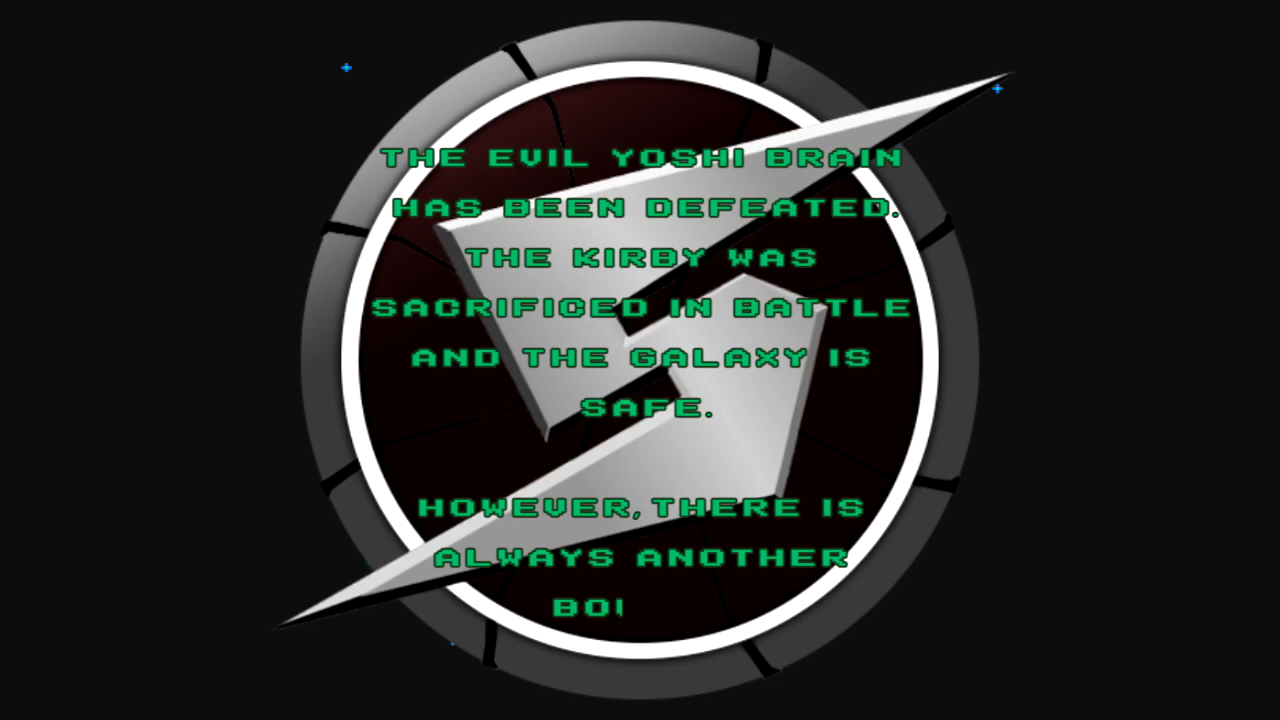 THE EVIL YOSHI BRAIN
HAS BEEN DEFEATED.
THE KIRBY WAS
SACRIFICED IN BATTLE
AND THE GALAXY IS
SAFE.
HOWEVER, THERE IS
ALWAYS ANOTHER